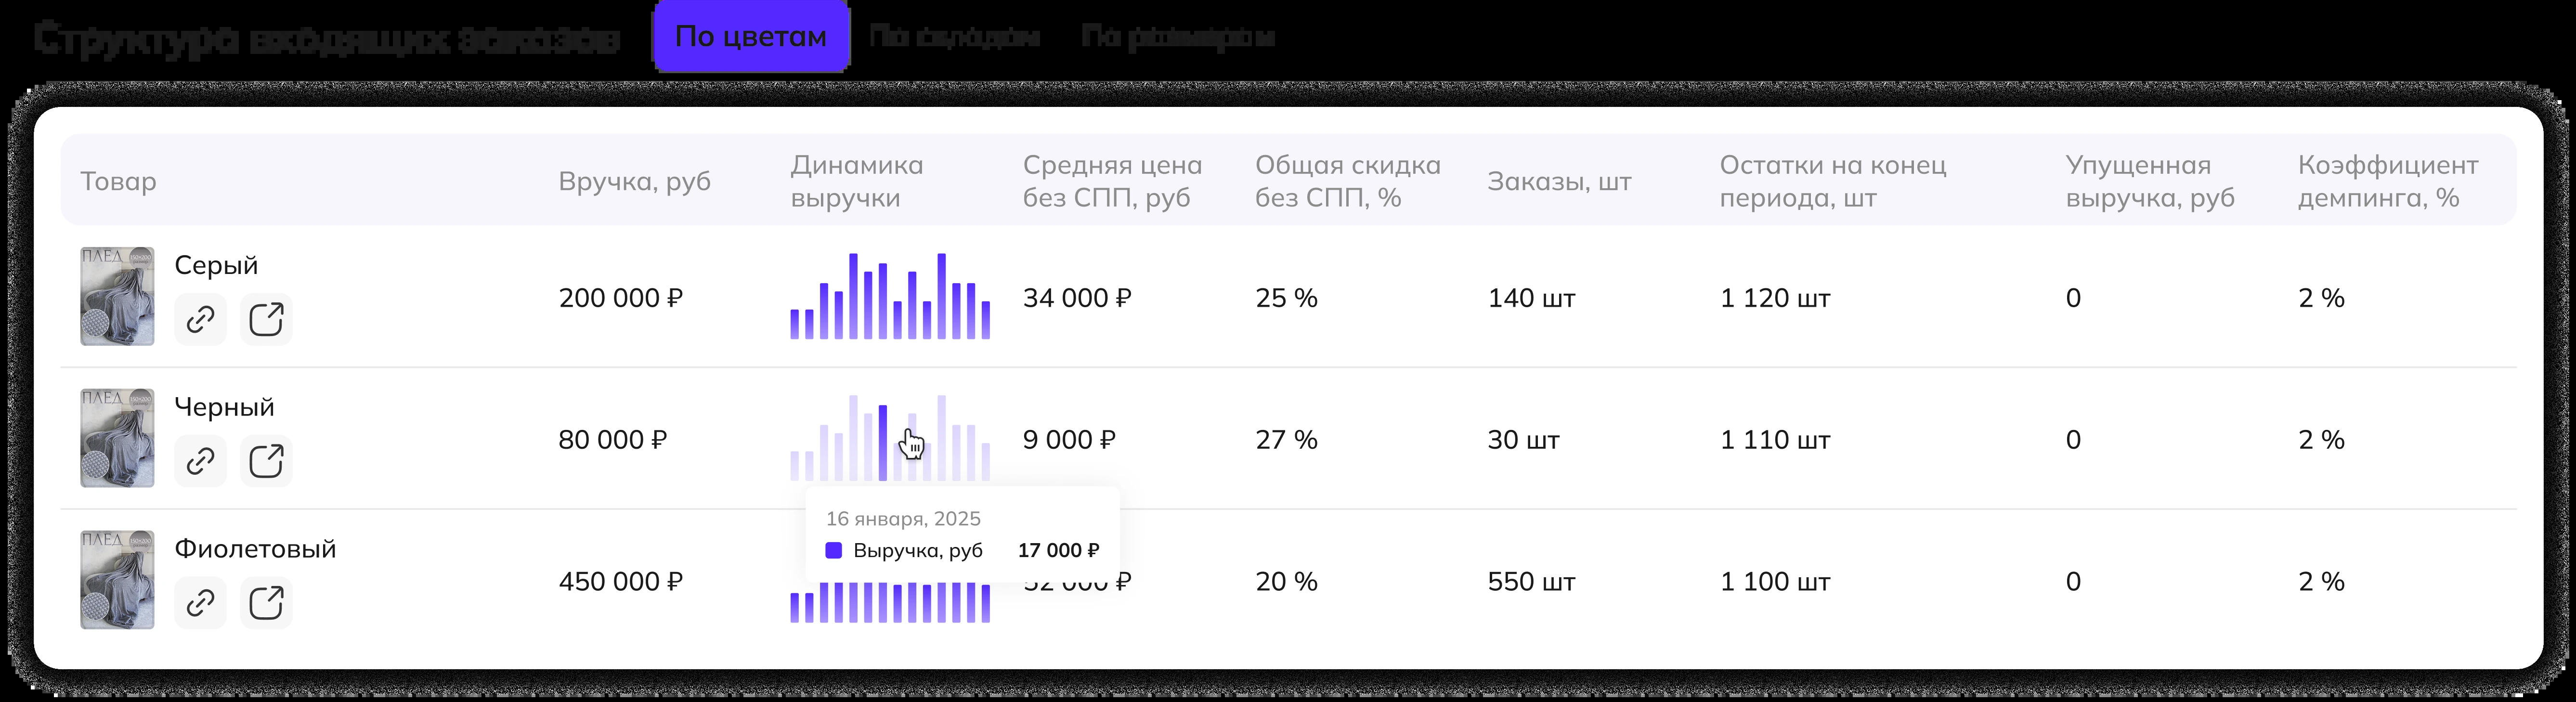 Структура входящих заказов
По цветам
По складам
По размерам
Товар
Вручка, руб
Динамика
выручки
Средняя цена
без СПП, руб
Общая скидка
без СПП, %
Заказы, шт
Остатки на конец
периода, шт
Упущенная
выручка, руб
Коэффициент
демпинга, %
ПЛЕД
Серый
200 000 ₽
34 000 ₽
25 %
140 шт
1 120 шт
0
2 %
ПЛЕД
Черный
80 000 ₽
9 000 ₽
27 %
30 шт
1 110 шт
0
2 %
16 января, 2025
Выручка, руб 17 000 ₽
ПЛЕД
Фиолетовый
450 000 ₽
000 ₽
20 %
550 шт
1 100 шт
0
2 %